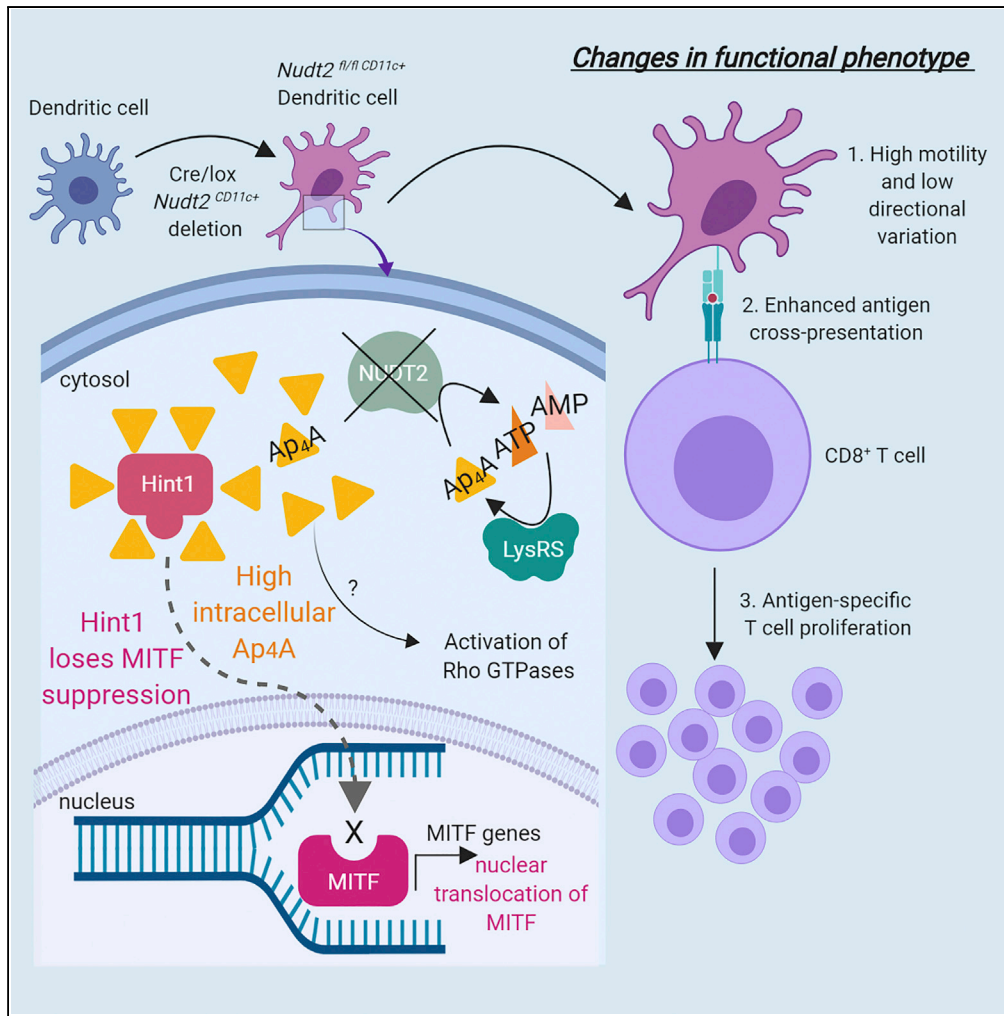 Changes in functional phenotype
Nudt2 fl/fl CD11c+
Dendritic cell
Dendritic cell
Cre/lox
Nudt2 CD11c+
deletion
1. High motility
and low
directional
variation
2. Enhanced antigen
cross-presentation
CD8+ T cell
3. Antigen-specific
T cell proliferation
cytosol
NUDT2
Ap4A
Ap4A
ATP
AMP
LysRS
Hint1
High
intracellular
Ap4A
?
Activation of
Rho GTPases
Hint1
loses MITF
suppression
nucleus
X
MITF
MITF genes
nuclear
translocation of
MITF